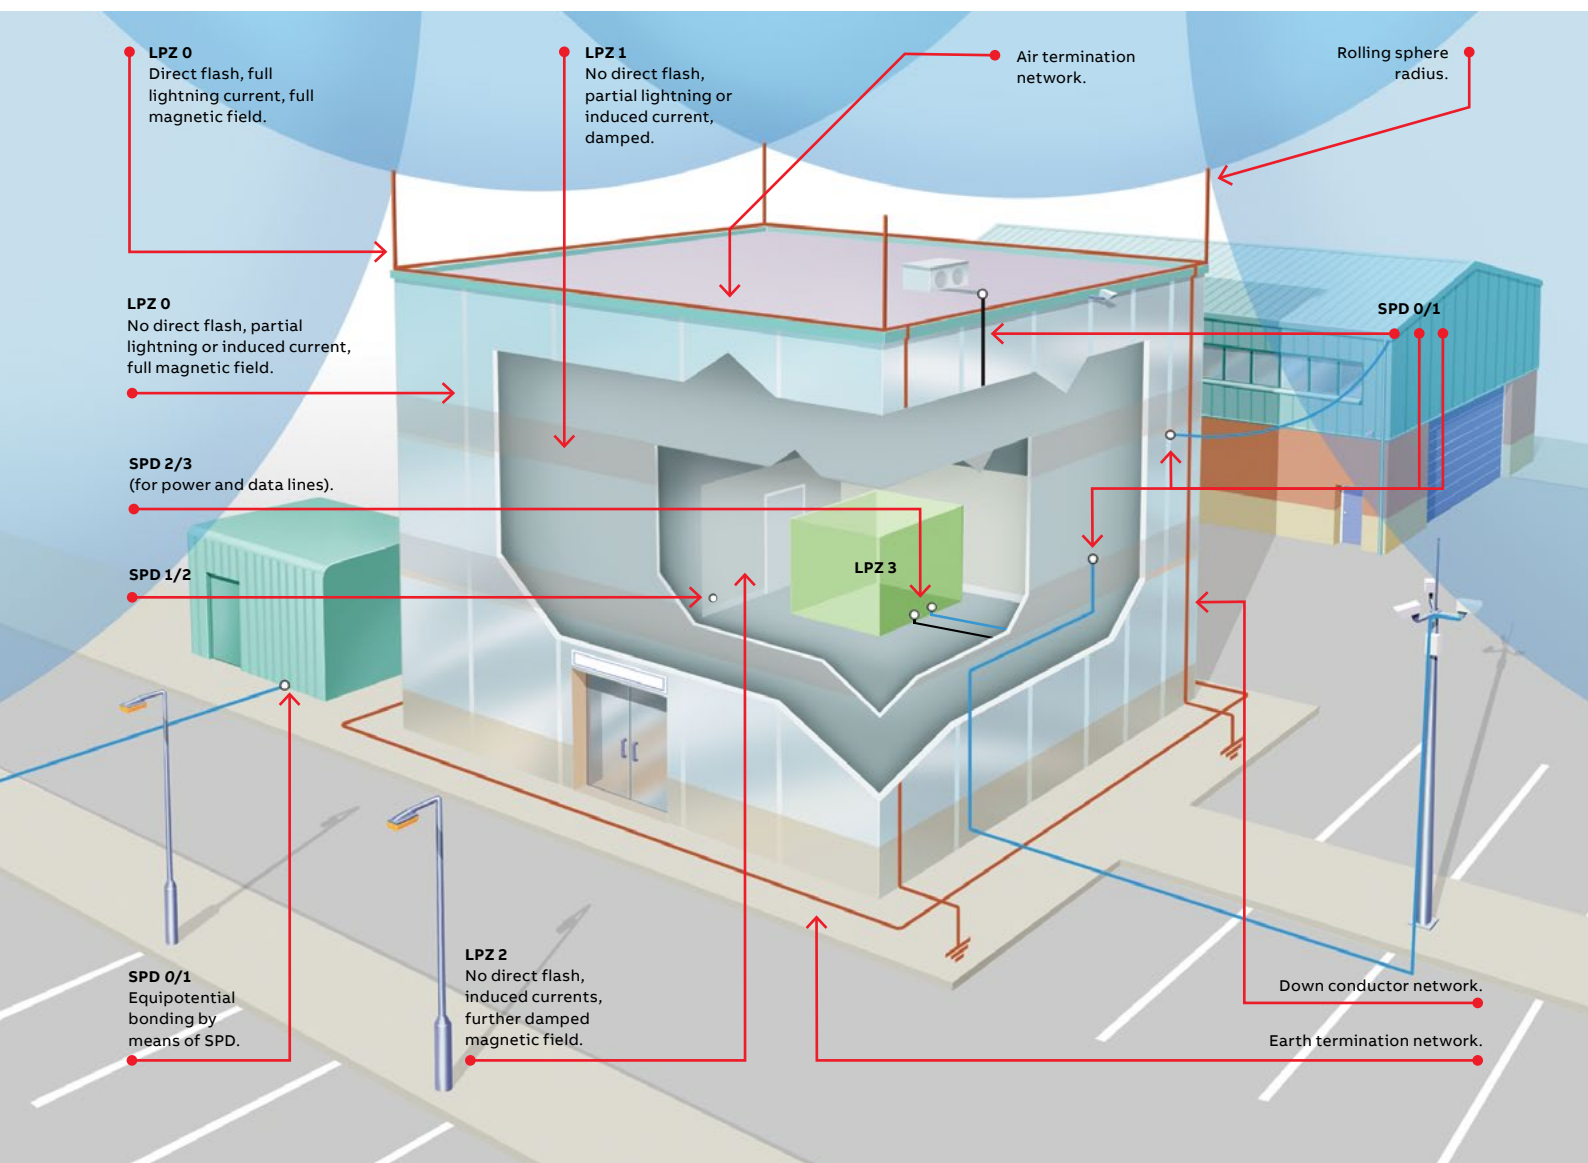 LPZ 0
Direct flash, full
lightning current, full
magnetic field.
LPZ 1
No direct flash,
partial lightning or
induced current,
damped.
Air termination
network.
Rolling sphere
radius.
LPZ 0
No direct flash, partial
lightning or induced current,
full magnetic field.
SPD 0/1
SPD 2/3
(for power and data lines).
LPZ 3
SPD 1/2
SPD 0/1
Equipotential
bonding by
means of SPD.
LPZ 2
No direct flash,
induced currents,
further damped
magnetic field.
Down conductor network.
Earth termination network.